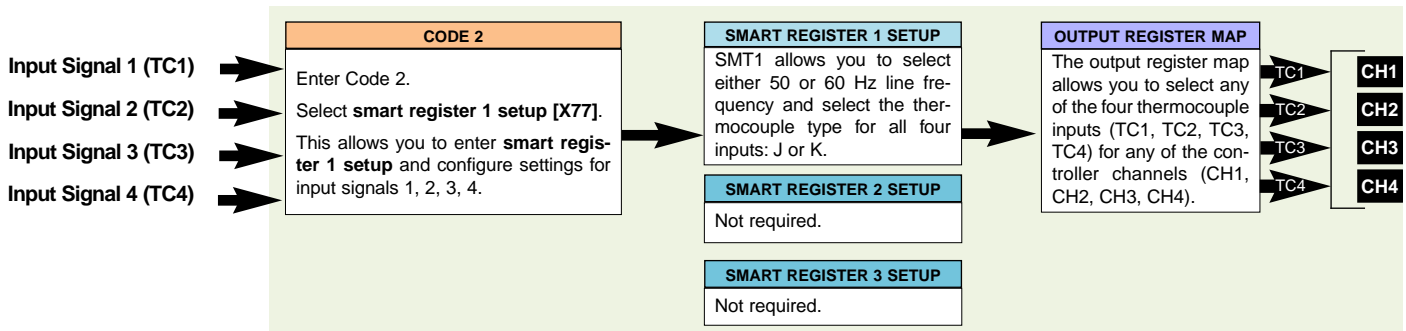 Input Signal 1 (TC1)
Input Signal 2 (TC2)
Input Signal 3 (TC3)
Input Signal 4 (TC4)
CODE 2
Enter Code 2.
Select smart register 1 setup [X77].
This allows you to enter smart regis-
ter 1 setup and configure settings for
input signals 1, 2, 3, 4.
SMART REGISTER 1 SETUP
SMT1 allows you to select
either 50 or 60 Hz line fre-
quency and select the ther-
mocouple type for all four
inputs: J or K.
SMART REGISTER 2 SETUP
Not required.
SMART REGISTER 3 SETUP
Not required.
OUTPUT REGISTER MAP
The output register map
allows you to select any
of the four thermocouple
inputs (TC1, TC2, TC3,
TC4) for any of the con-
troller channels (CH1,
CH2, CH3, CH4).
TC1
TC2
TC3
TC4
CH1
CH2
CH3
CH4